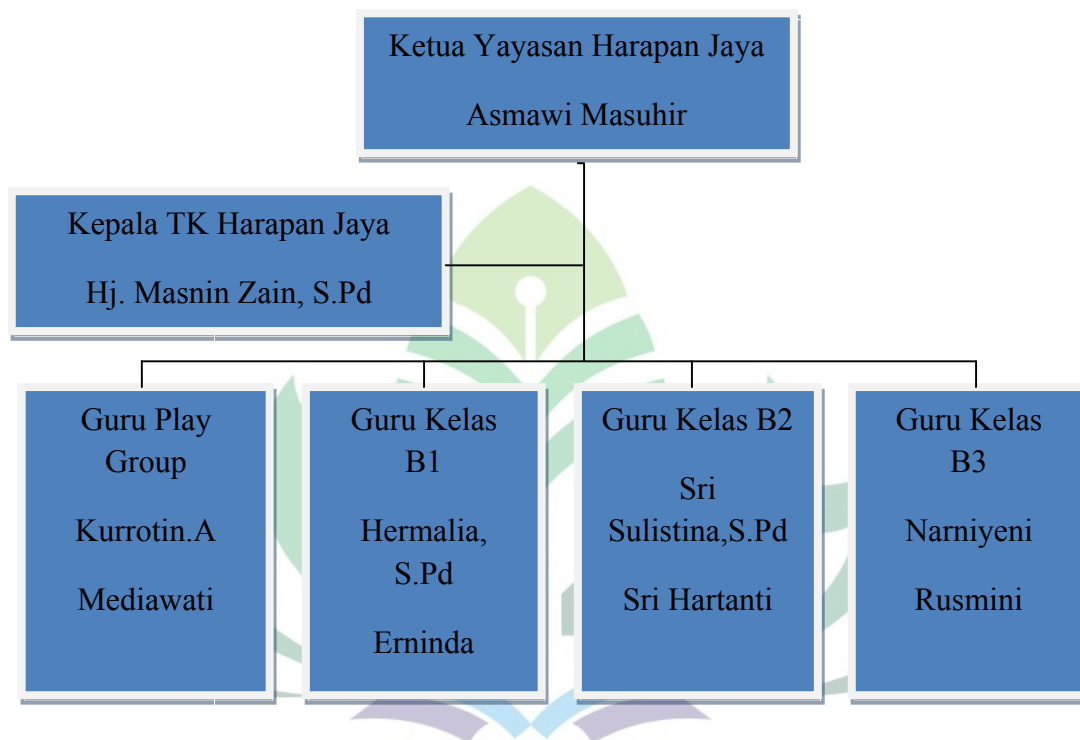 Ketua Yayasan Harapan Jaya
Asmawi Masuhir
Kepala TK Harapan Jaya
Hj. Masnin Zain, S.Pd
Guru Play
Group
Kurrotin.A
Mediawati
Guru Kelas
B1
Hermalia,
S.Pd
Erninda
Guru Kelas B2
Sri
Sulistina,S.Pd
Sri Hartanti
Guru Kelas
B3
Narniyeni
Rusmini